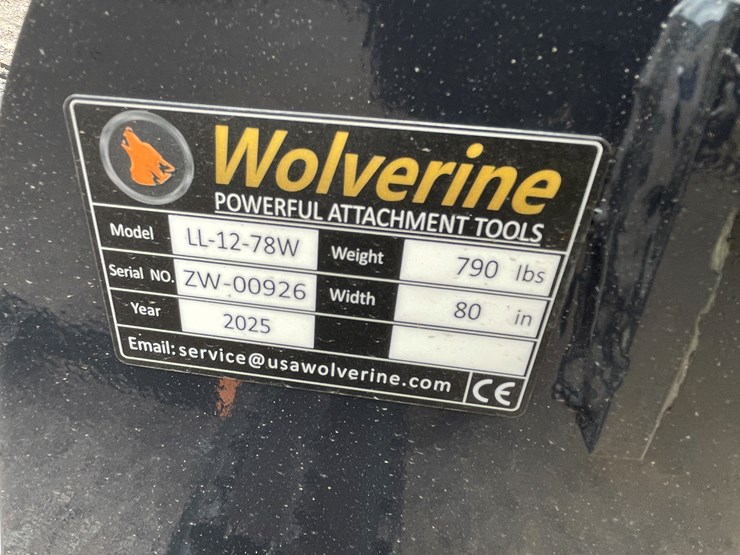 Wolverine
POWERFUL ATTACHMENT TOOLS
Model LL-12-78W Weight 790 lbs
Serial NO. ZW-00926 Width 80 in
Year 2025
Email: service@usawolverine.com CE